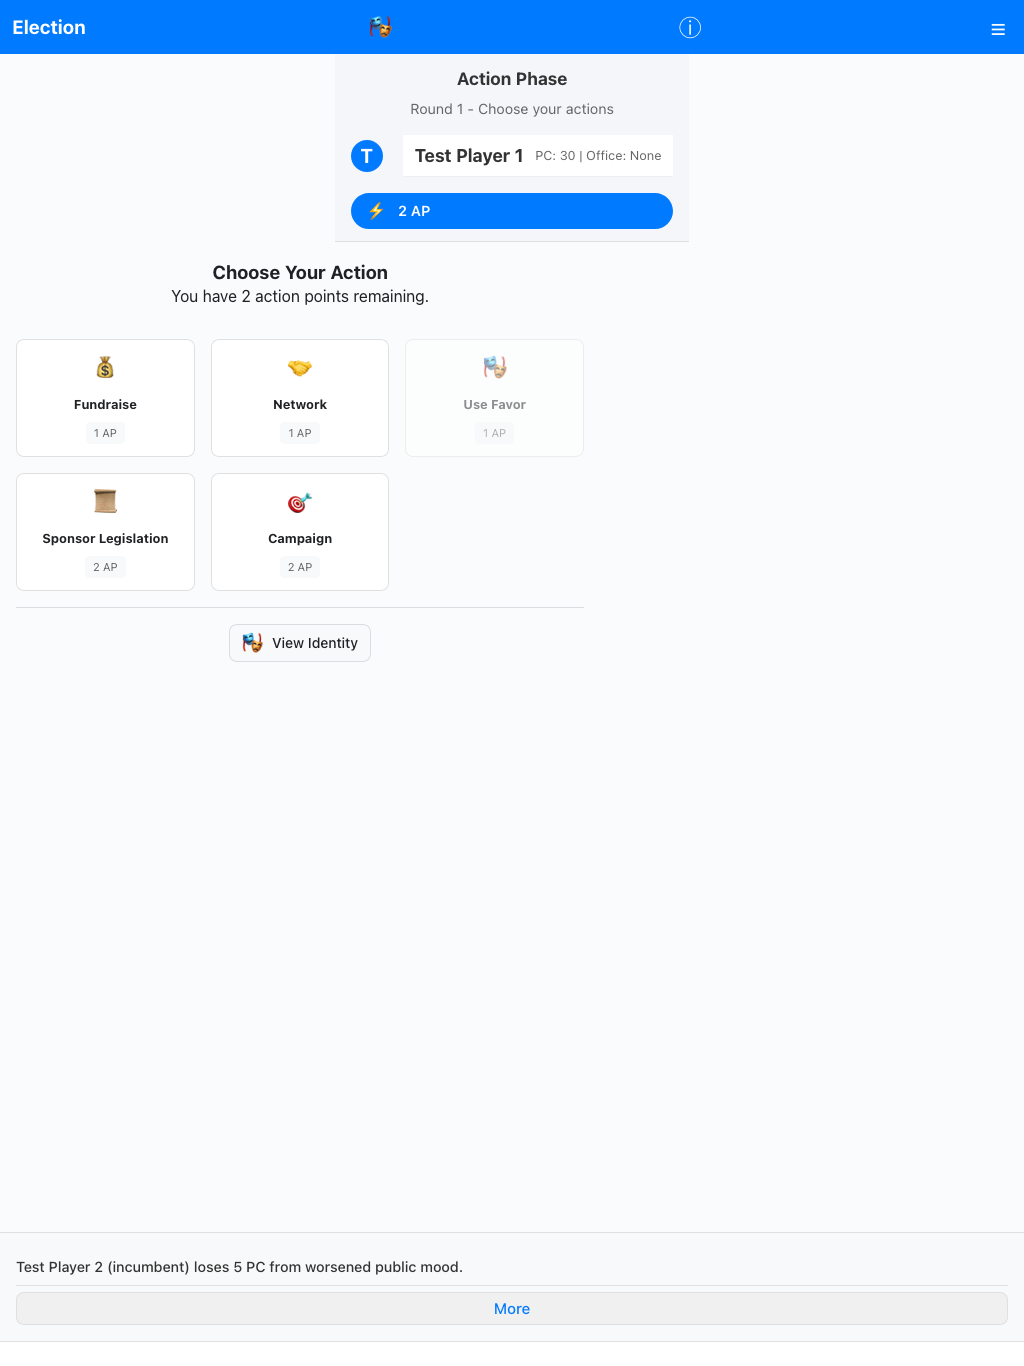 Election
Action Phase
Round 1 - Choose your actions
T
Test Player 1
PC: 30 | Office: None
⚡ 2 AP
Choose Your Action
You have 2 action points remaining.
Fundraise
1 AP
Network
1 AP
Use Favor
1 AP
Sponsor Legislation
2 AP
Campaign
2 AP
View Identity
Test Player 2 (incumbent) loses 5 PC from worsened public mood.
More